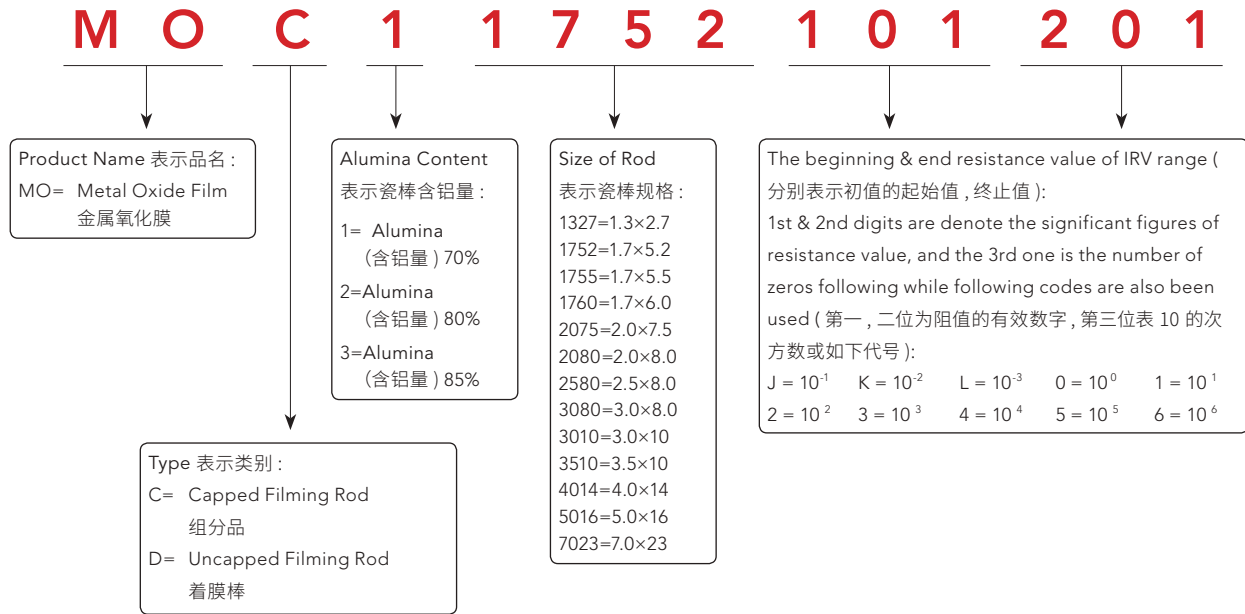 M O C 1 1 7 5 2 1 0 1 2 0 1
Product Name 表示品名 :
MO= Metal Oxide Film
金属氧化膜
Type 表示类别 :
C= Capped Filming Rod
组分品
D= Uncapped Filming Rod
着膜棒
Alumina Content
表示瓷棒含铝量 :
1= Alumina
(含铝量 ) 70%
2=Alumina
(含铝量 ) 80%
3=Alumina
(含铝量 ) 85%
Size of Rod
表示瓷棒规格 :
1327=1.3×2.7
1752=1.7×5.2
1755=1.7×5.5
1760=1.7×6.0
2075=2.0×7.5
2080=2.0×8.0
2580=2.5×8.0
3080=3.0×8.0
3010=3.0×10
3510=3.5×10
4014=4.0×14
5016=5.0×16
7023=7.0×23
The beginning & end resistance value of IRV range (
分别表示初值的起始值 , 终止值 ):
1st & 2nd digits are denote the significant figures of
resistance value, and the 3rd one is the number of
zeros following while following codes are also been
used ( 第一 , 二位为阻值的有效数字 , 第三位表 10 的次
方数或如下代号 ):
J = 10⁻¹ K = 10⁻² L = 10⁻³ 0 = 10⁰ 1 = 10¹
2 = 10² 3 = 10³ 4 = 10⁴ 5 = 10⁵ 6 = 10⁶